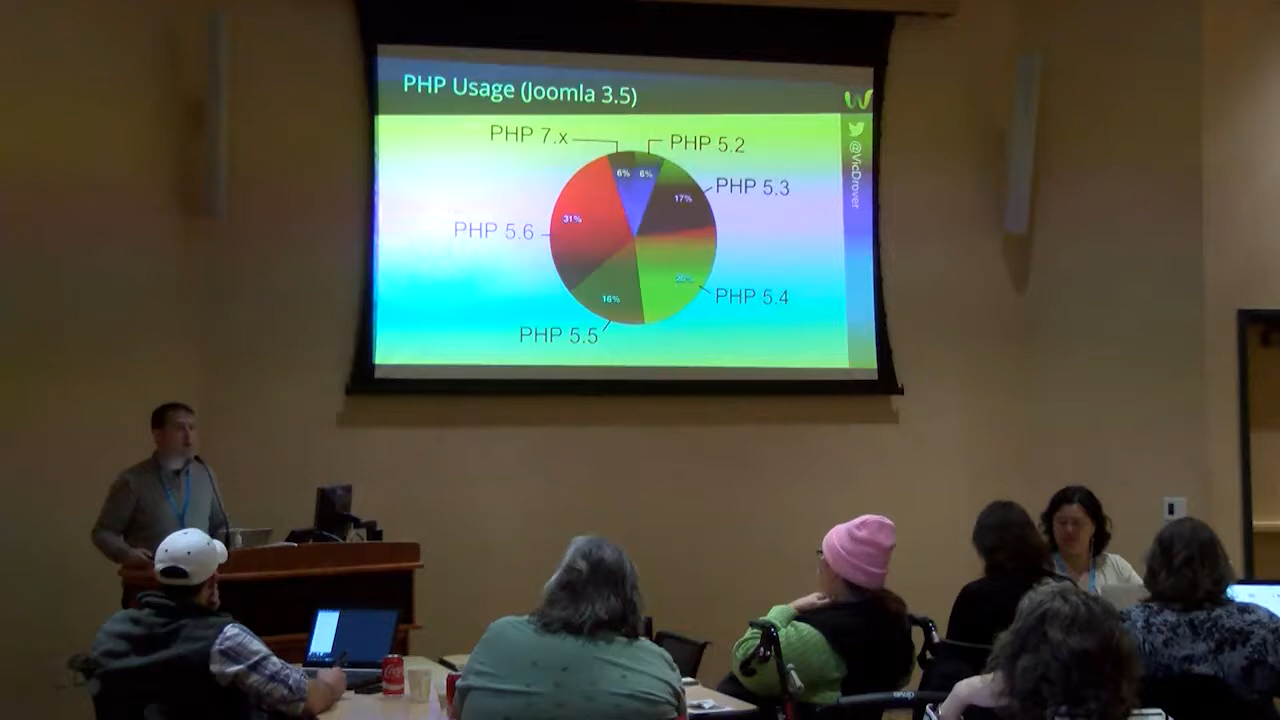 PHP Usage (Joomla 3.5)
@VicDrover
PHP 7.x
PHP 5.2
6%
6%
PHP 5.3
17%
31%
PHP 5.6
PHP 5.4
16%
PHP 5.5